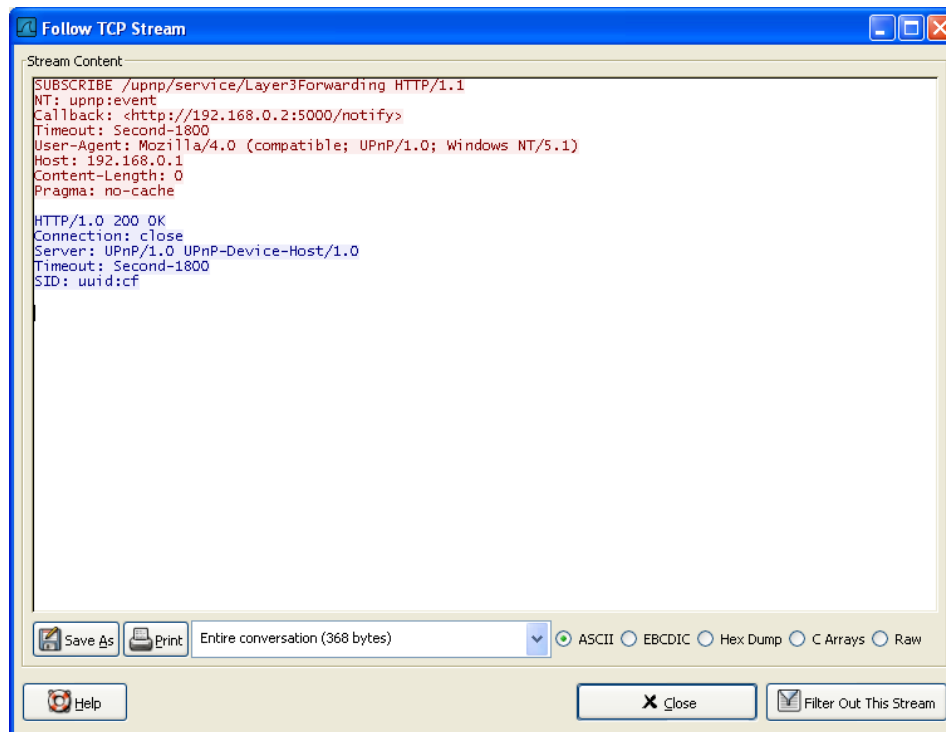 Follow TCP Stream
Stream Content
SUBSCRIBE /upnp/service/Layer3Forwarding HTTP/1.1
NT: upnp:event
Callback: <http://192.168.0.2:5000/notify>
Timeout: Second-1800
User-Agent: Mozilla/4.0 (compatible; UPnP/1.0; Windows NT/5.1)
Host: 192.168.0.1
Content-Length: 0
Pragma: no-cache
HTTP/1.0 200 OK
Connection: close
Server: UPnP/1.0 UPnP-Device-Host/1.0
Timeout: Second-1800
SID: uuid:cf
Save As Print Entire conversation (368 bytes) ASCII EBCDIC Hex Dump C Arrays Raw
Help Close Filter Out This Stream